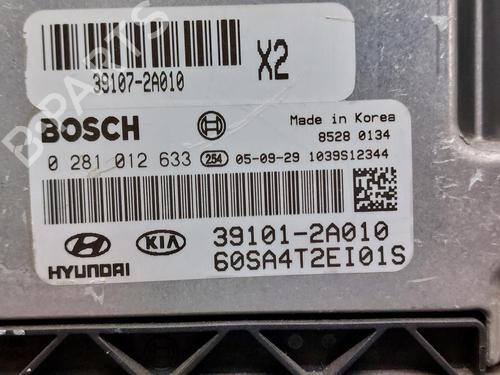 39107-2A010 X2
BOSCH Made in Korea
8528 0134
0 281 012 633 254 05-09-29 1039S12344
39101-2A010
HYUNDAI KIA 60SA4T2EI01S
B-PARTS